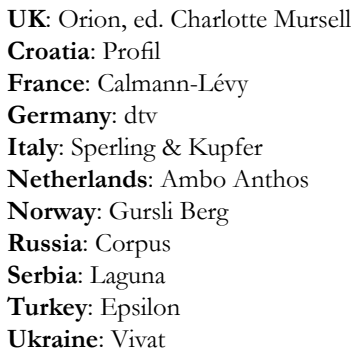 UK: Orion, ed. Charlotte Mursell
Croatia: Profil
France: Calmann-Lévy
Germany: dtv
Italy: Sperling & Kupfer
Netherlands: Ambo Anthos
Norway: Gursli Berg
Russia: Corpus
Serbia: Laguna
Turkey: Epsilon
Ukraine: Vivat